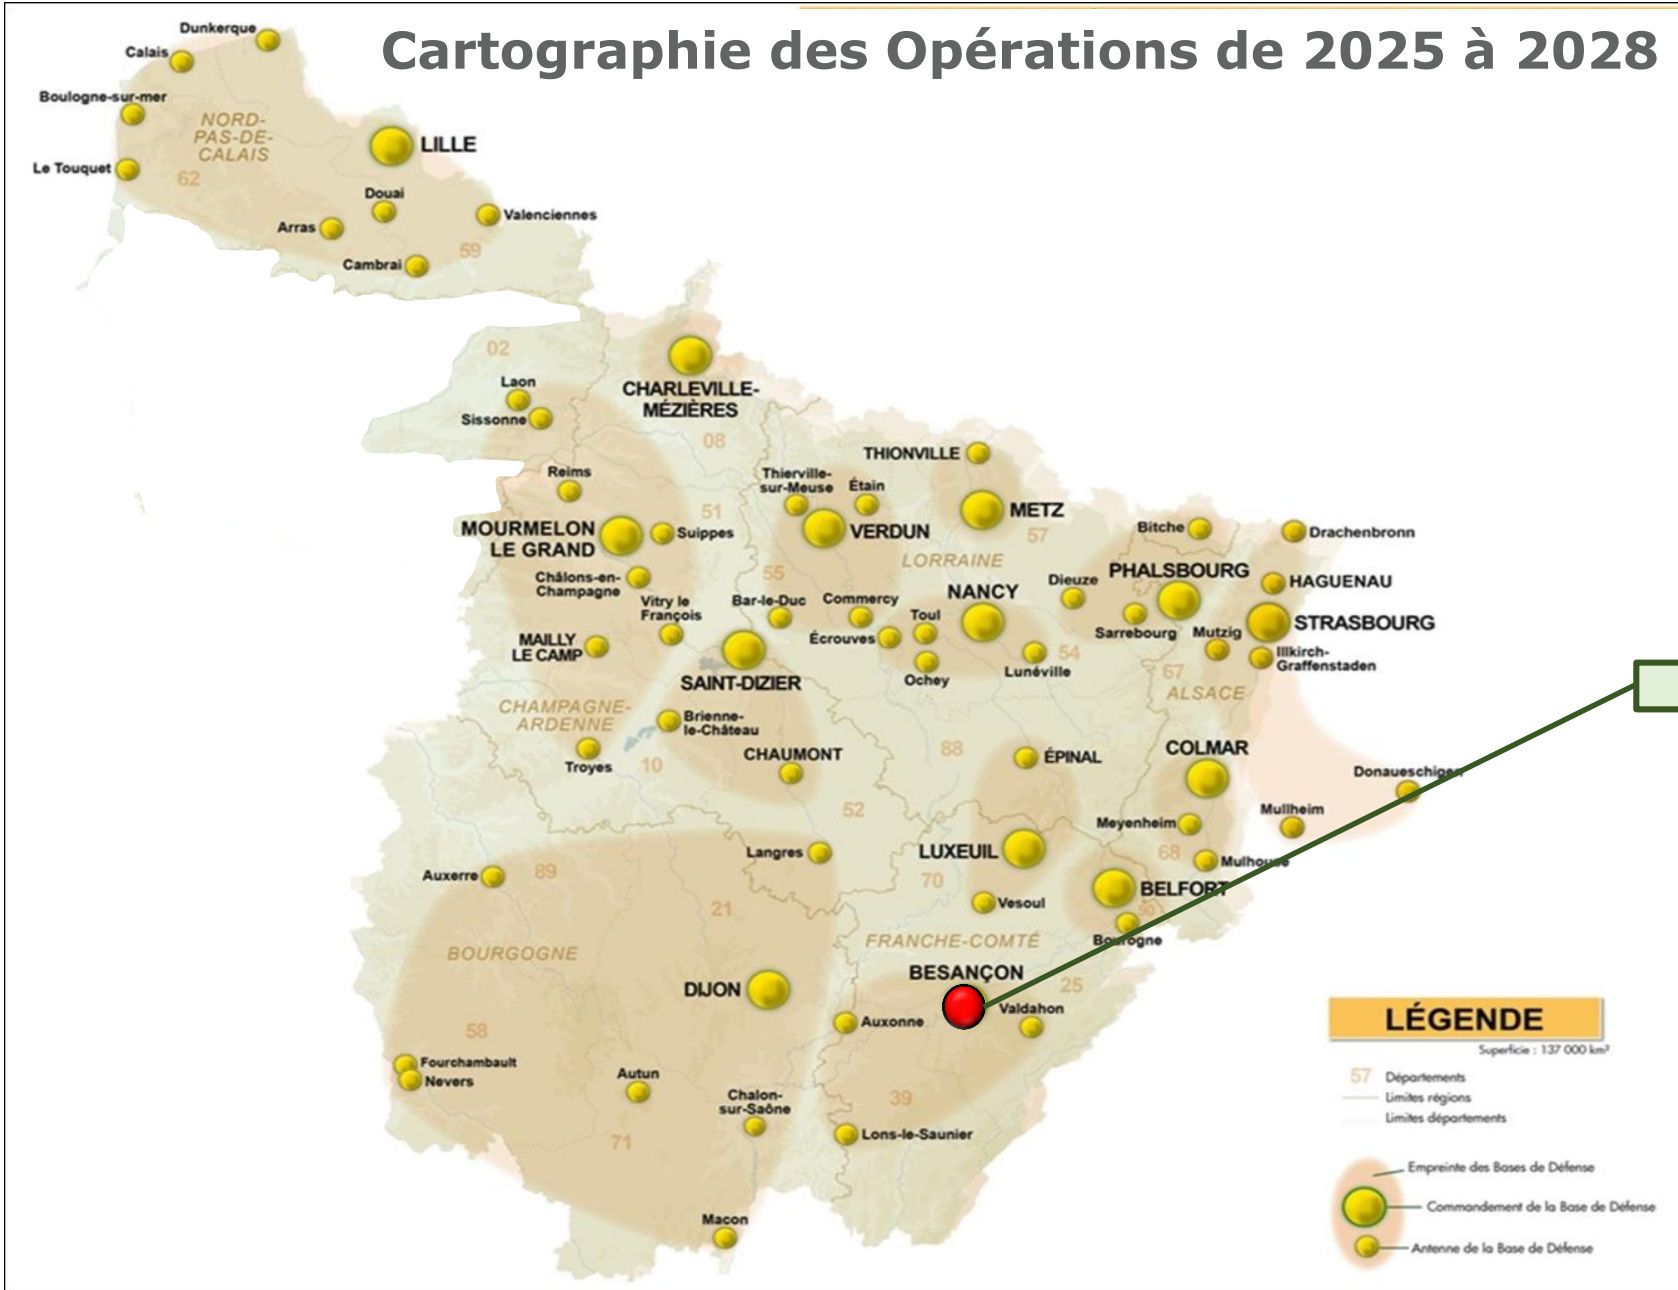 Cartographie des Opérations de 2025 à 2028
Dunkerque
Calais
Boulogne-sur-mer
NORD-
PAS-DE-
CALAIS
LILLE
Le Touquet
62
Douai
Arras
Valenciennes
59
Cambrai
02
Laon
Sissonne
CHARLEVILLE-
MÉZIÈRES
08
Reims
THIONVILLE
Thierville-
sur-Meuse
Étain
MOURMELON
LE GRAND
Suippes
51
VERDUN
METZ
57
Bitche
Drachenbronn
LORRAINE
Châlons-en-
Champagne
55
Dieuze
PHALSBOURG
HAGUENAU
Vitry le
François
Bar-le-Duc
Commercy
NANCY
Toul
Écrouves
Sarrebourg
Mutzig
STRASBOURG
MAILLY
LE CAMP
Illkirch-
Graffenstaden
SAINT-DIZIER
Ochey
Lunéville
54
67
ALSACE
CHAMPAGNE-
ARDENNE
Brienne-
le-Château
Troyes
10
CHAUMONT
88
ÉPINAL
COLMAR
Donaueschigen
52
Meyenheim
Mullheim
Langres
LUXEUIL
68
Mulhouse
Auxerre
89
70
BELFORT
90
21
Vesoul
Bourogne
BOURGOGNE
FRANCHE-COMTÉ
BESANÇON
25
DIJON
Auxonne
Valdahon
58
Fourchambault
Nevers
Autun
Chalon-
sur-Saône
39
71
Lons-le-Saunier
Macon
LÉGENDE
Superficie : 137 000 km²
57 Départements
Limites régions
Limites départements
Empreinte des Bases de Défense
Commandement de la Base de Défense
Antenne de la Base de Défense